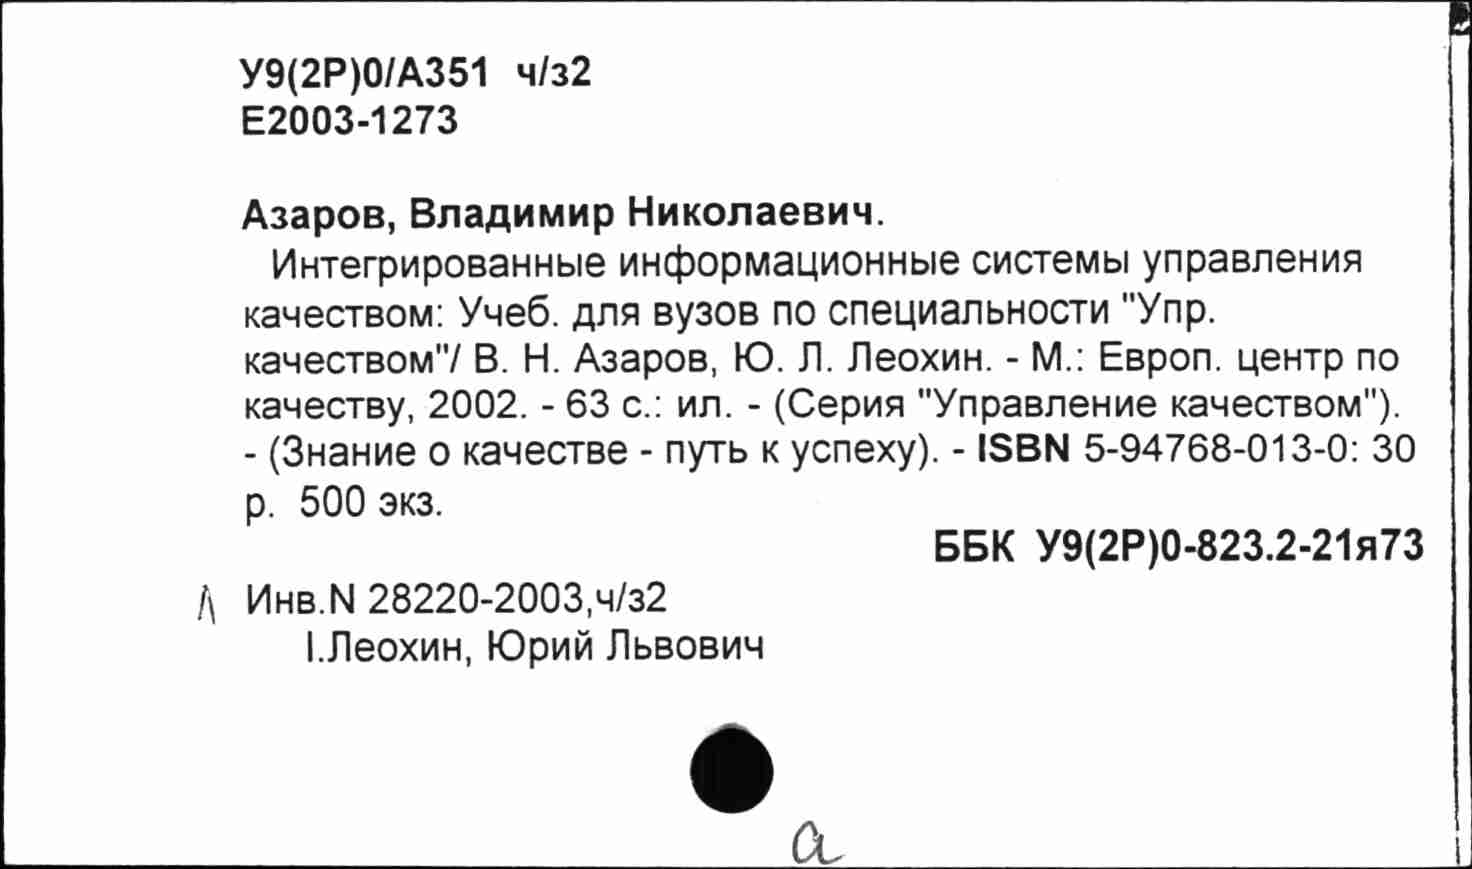 У9(2Р)0/А351 ч/з2
Е2003-1273
Азаров, Владимир Николаевич.
Интегрированные информационные системы управления
качеством: Учеб. для вузов по специальности "Упр.
качеством"/ В. Н. Азаров, Ю. Л. Леохин. - М.: Европ. центр по
качеству, 2002. - 63 с.: ил. - (Серия "Управление качеством").
- (Знание о качестве - путь к успеху). - ISBN 5-94768-013-0: 30
р. 500 экз.
ББК У9(2Р)0-823.2-21я73
Инв.N 28220-2003,ч/з2
I.Леохин, Юрий Львович
а